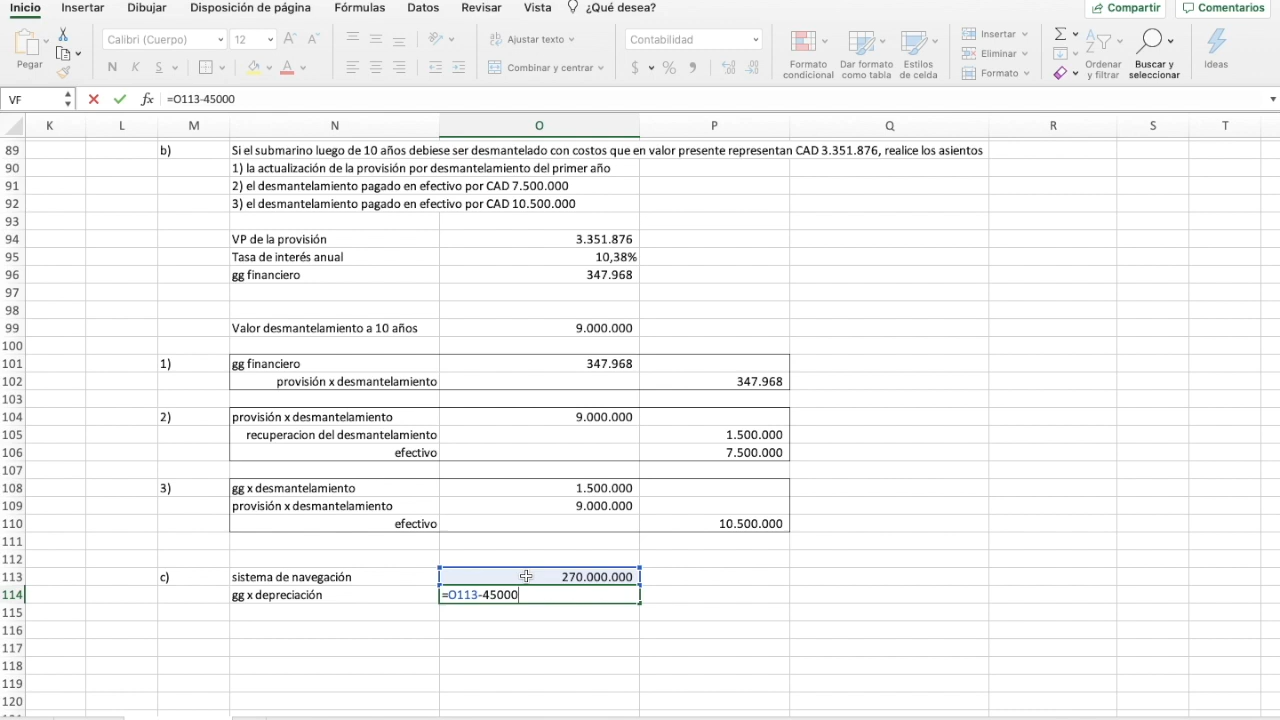 Inicio Insertar Dibujar Disposición de página Fórmulas Datos Revisar Vista ¿Qué desea? Compartir Comentarios
Pegar Calibri (Cuerpo) 12 Ajustar texto Contabilidad Insertar
N K S A Combinar y centrar $ % Eliminar
Formato condicional Dar formato como tabla Estilos de celda Formato Ordenar y filtrar Buscar y seleccionar Ideas
VF fx =O113-45000
K L M N O P Q R S T
89 b) Si el submarino luego de 10 años debiese ser desmantelado con costos que en valor presente representan CAD 3.351.876, realice los asientos
90 1) la actualización de la provisión por desmantelamiento del primer año
91 2) el desmantelamiento pagado en efectivo por CAD 7.500.000
92 3) el desmantelamiento pagado en efectivo por CAD 10.500.000
93
94 VP de la provisión 3.351.876
95 Tasa de interés anual 10,38%
96 gg financiero 347.968
97
98
99 Valor desmantelamiento a 10 años 9.000.000
100
101 1) gg financiero 347.968
102 provisión x desmantelamiento 347.968
103
104 2) provisión x desmantelamiento 9.000.000
105 recuperacion del desmantelamiento 1.500.000
106 efectivo 7.500.000
107
108 3) gg x desmantelamiento 1.500.000
109 provisión x desmantelamiento 9.000.000
110 efectivo 10.500.000
111
112
113 c) sistema de navegación 270.000.000
114 gg x depreciación =O113-45000
115
116
117
118
119
120